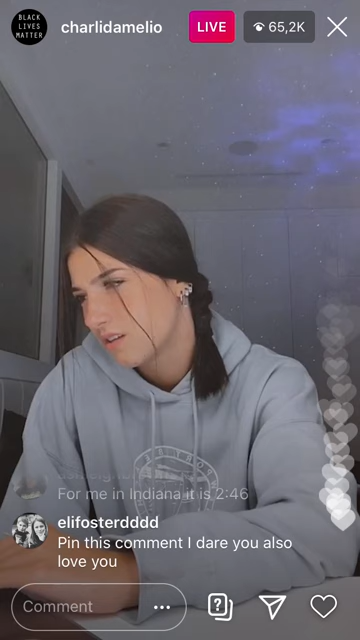 BLACK
LIVES
MATTER
charlidamelio
LIVE
65,2K
For me in Indiana it is 2:46
elifosterdddd
Pin this comment I dare you also
love you
Comment